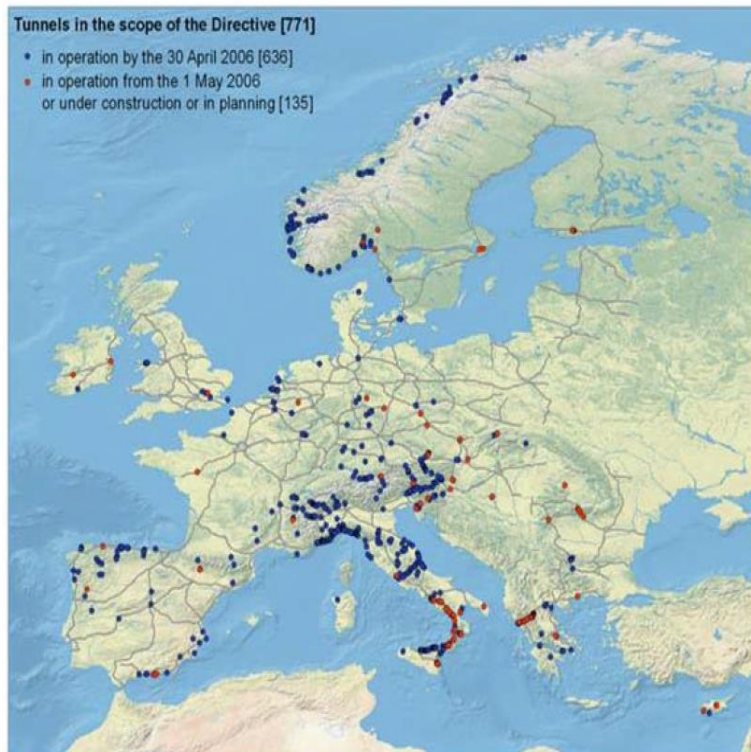 Tunnels in the scope of the Directive [771]
in operation by the 30 April 2006 [636]
in operation from the 1 May 2006
or under construction or in planning [135]